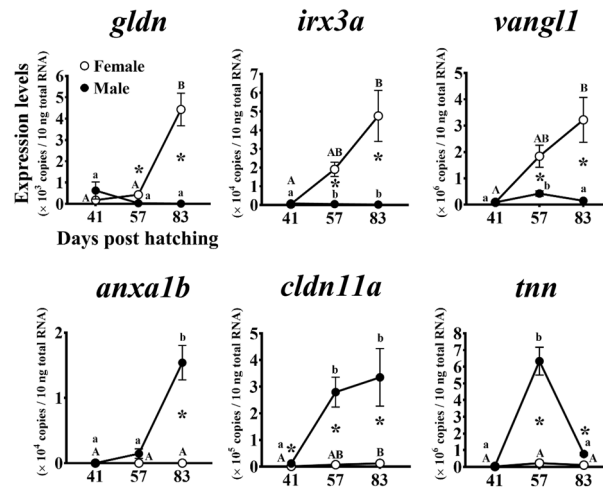 gldn irx3a vangl1
Expression levels
(× 10³ copies / 10 ng total RNA)
6
5
4
3
2
1
0
Female
Male
a
A
A
*
a
B
*
a
41 57 83
Days post hatching
(× 10⁴ copies / 10 ng total RNA)
7
6
5
4
3
2
1
0
A
a
AB
*
b
B
*
b
41 57 83
(× 10⁶ copies / 10 ng total RNA)
5
4
3
2
1
0
A
a
AB
*
b
B
*
a
41 57 83
anxa1b cldn11a tnn
(× 10⁴ copies / 10 ng total RNA)
2
1
0
a
A
a
A
b
*
A
41 57 83
(× 10⁵ copies / 10 ng total RNA)
5
4
3
2
1
0
a
*
A
b
*
AB
b
*
B
41 57 83
(× 10⁶ copies / 10 ng total RNA)
8
7
6
5
4
3
2
1
0
a
A
b
*
A
*
a
A
41 57 83